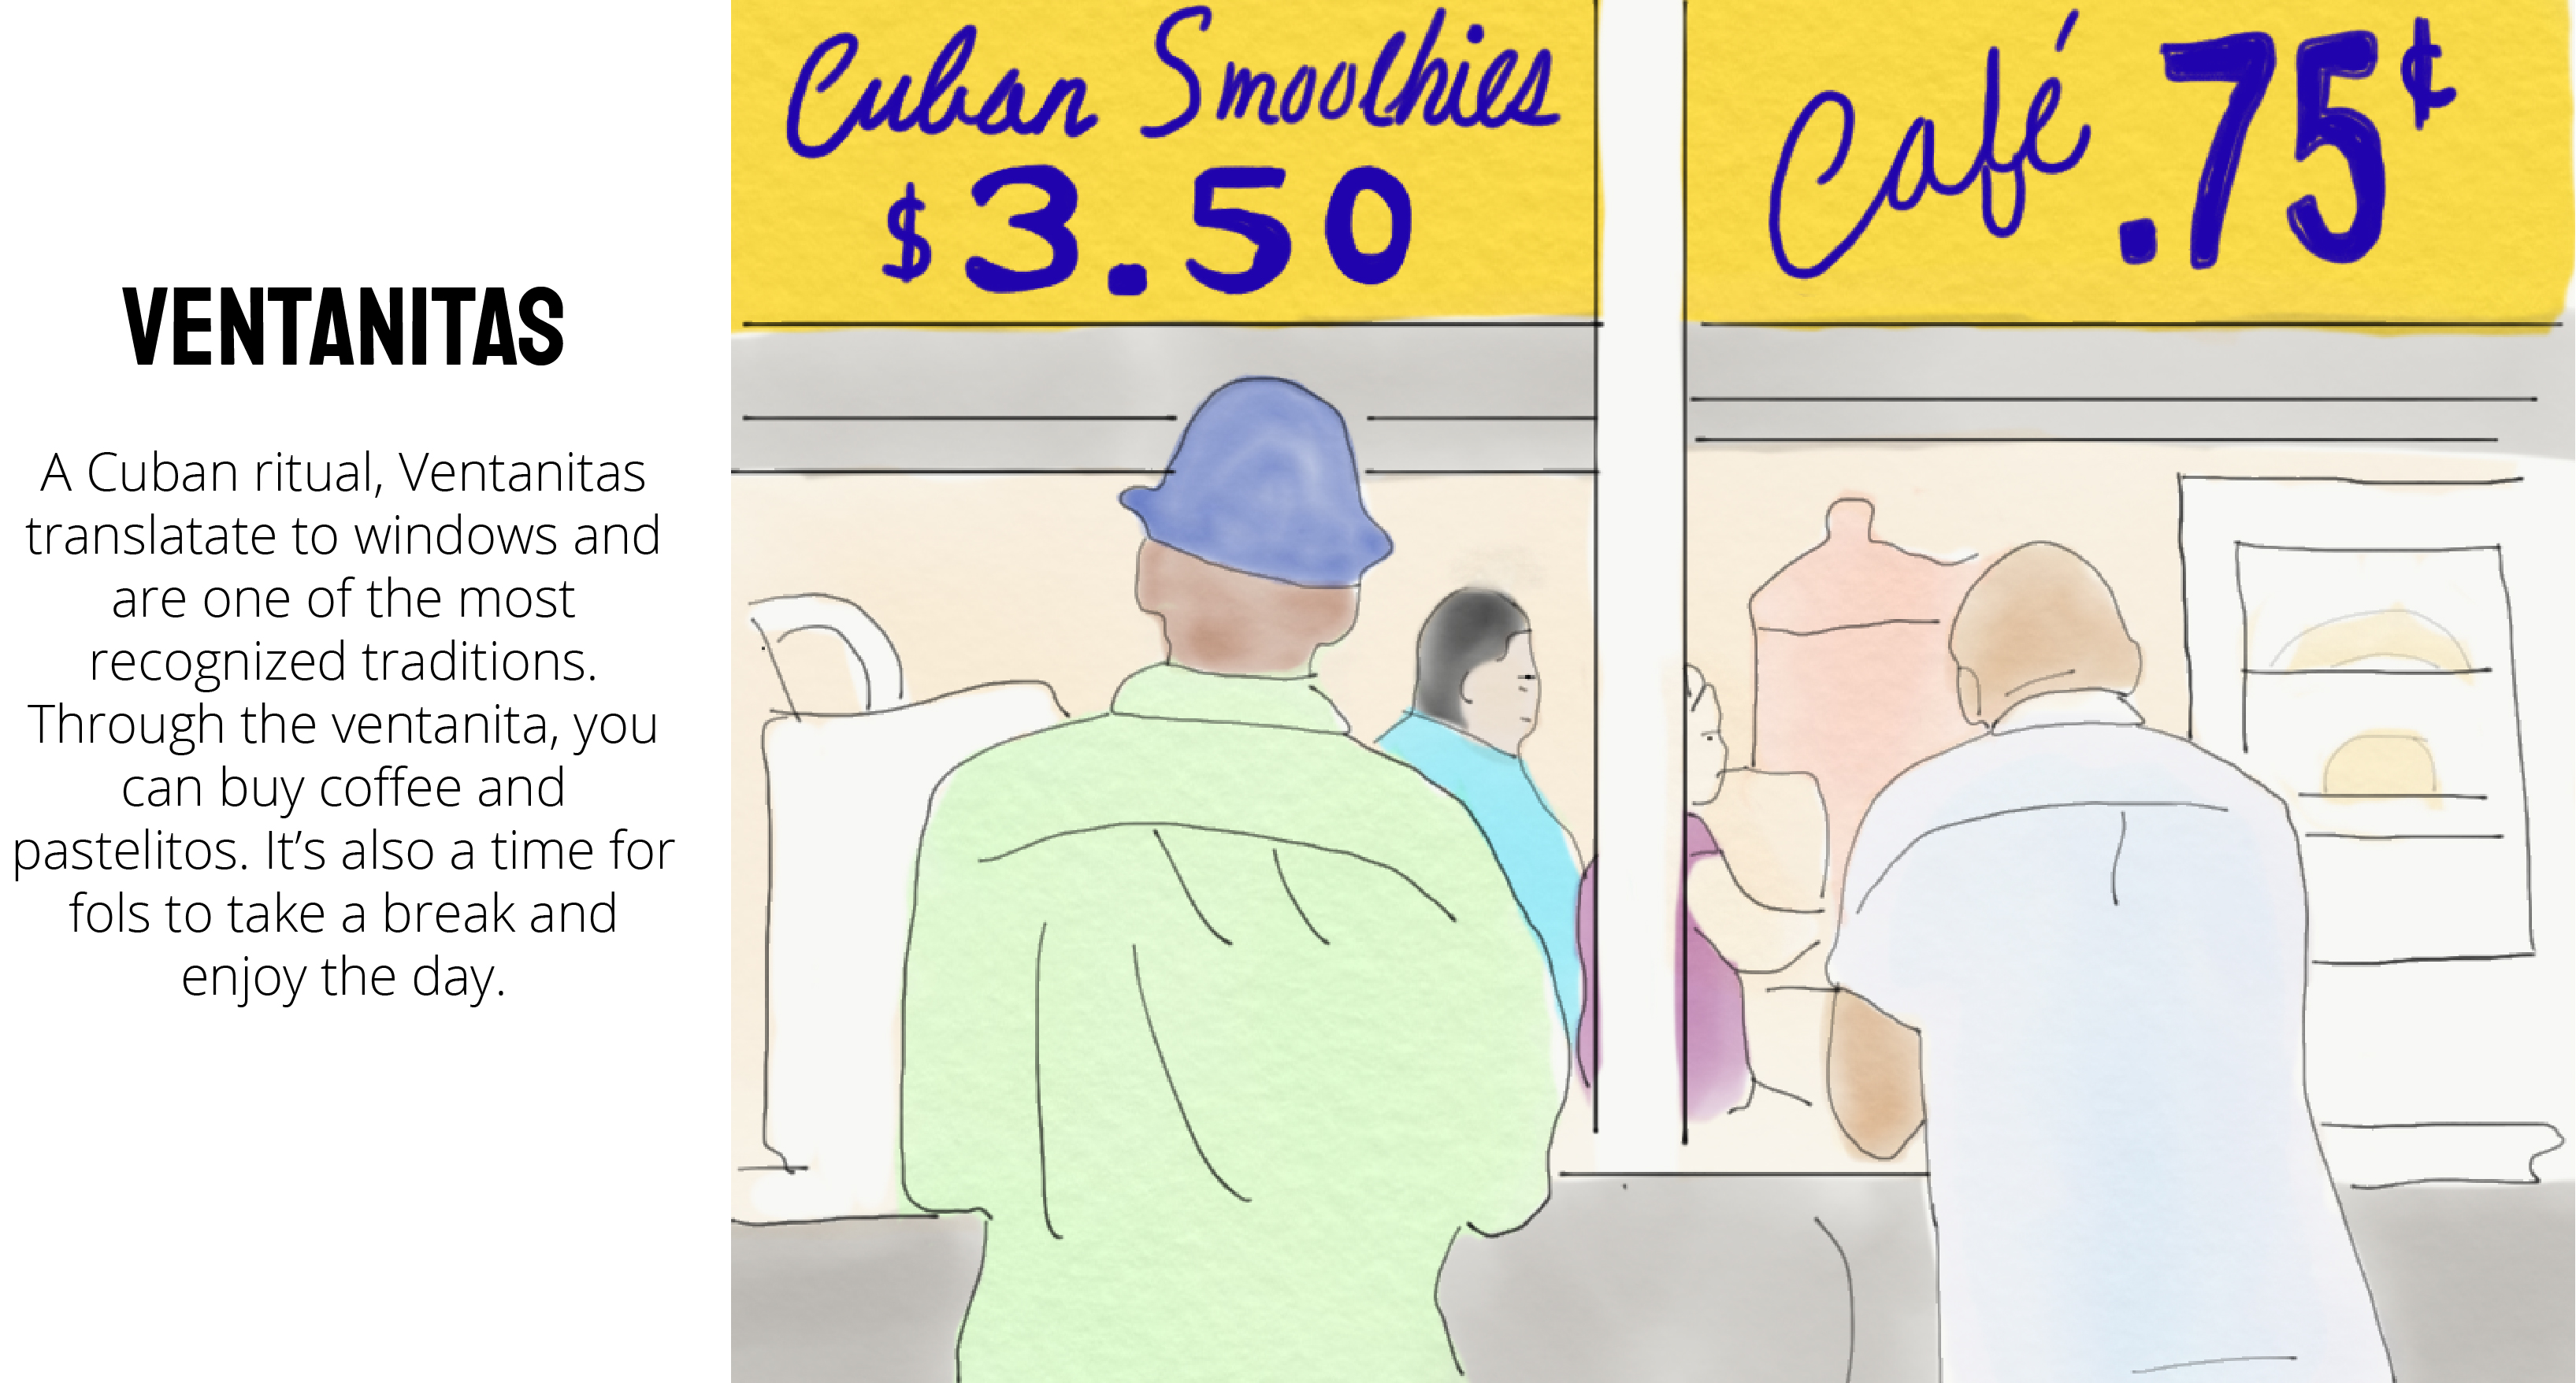 VENTANITAS
A Cuban ritual, Ventanitas
translatate to windows and
are one of the most
recognized traditions.
Through the ventanita, you
can buy coffee and
pastelitos. It’s also a time for
fols to take a break and
enjoy the day.
Cuban Smoothies
$3.50
Café .75¢